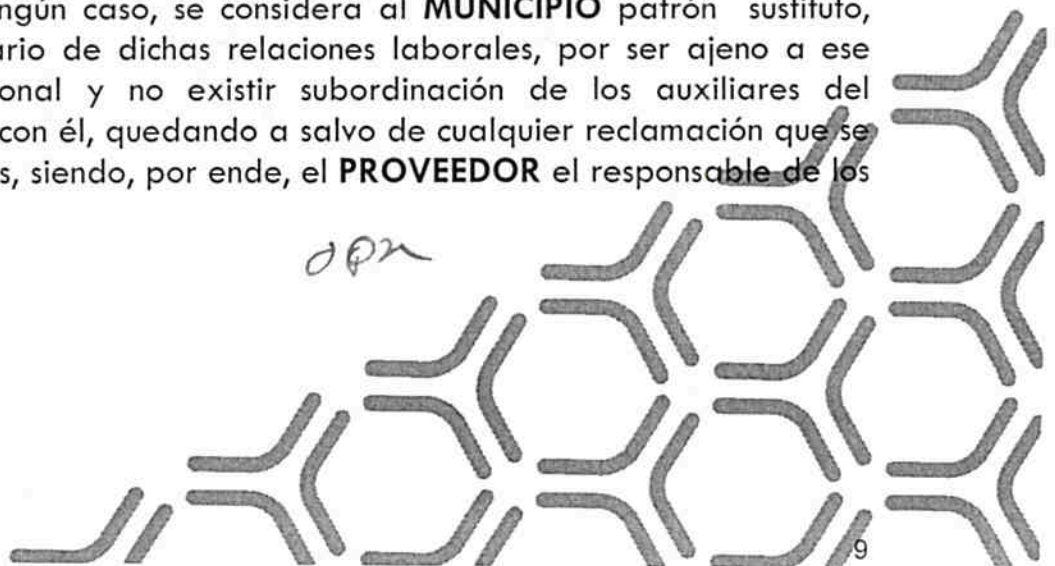 ngún caso, se considera al MUNICIPIO patrón sustituto,
ario de dichas relaciones laborales, por ser ajeno a ese
onal y no existir subordinación de los auxiliares del
con él, quedando a salvo de cualquier reclamación que se
s, siendo, por ende, el PROVEEDOR el responsable de los
9